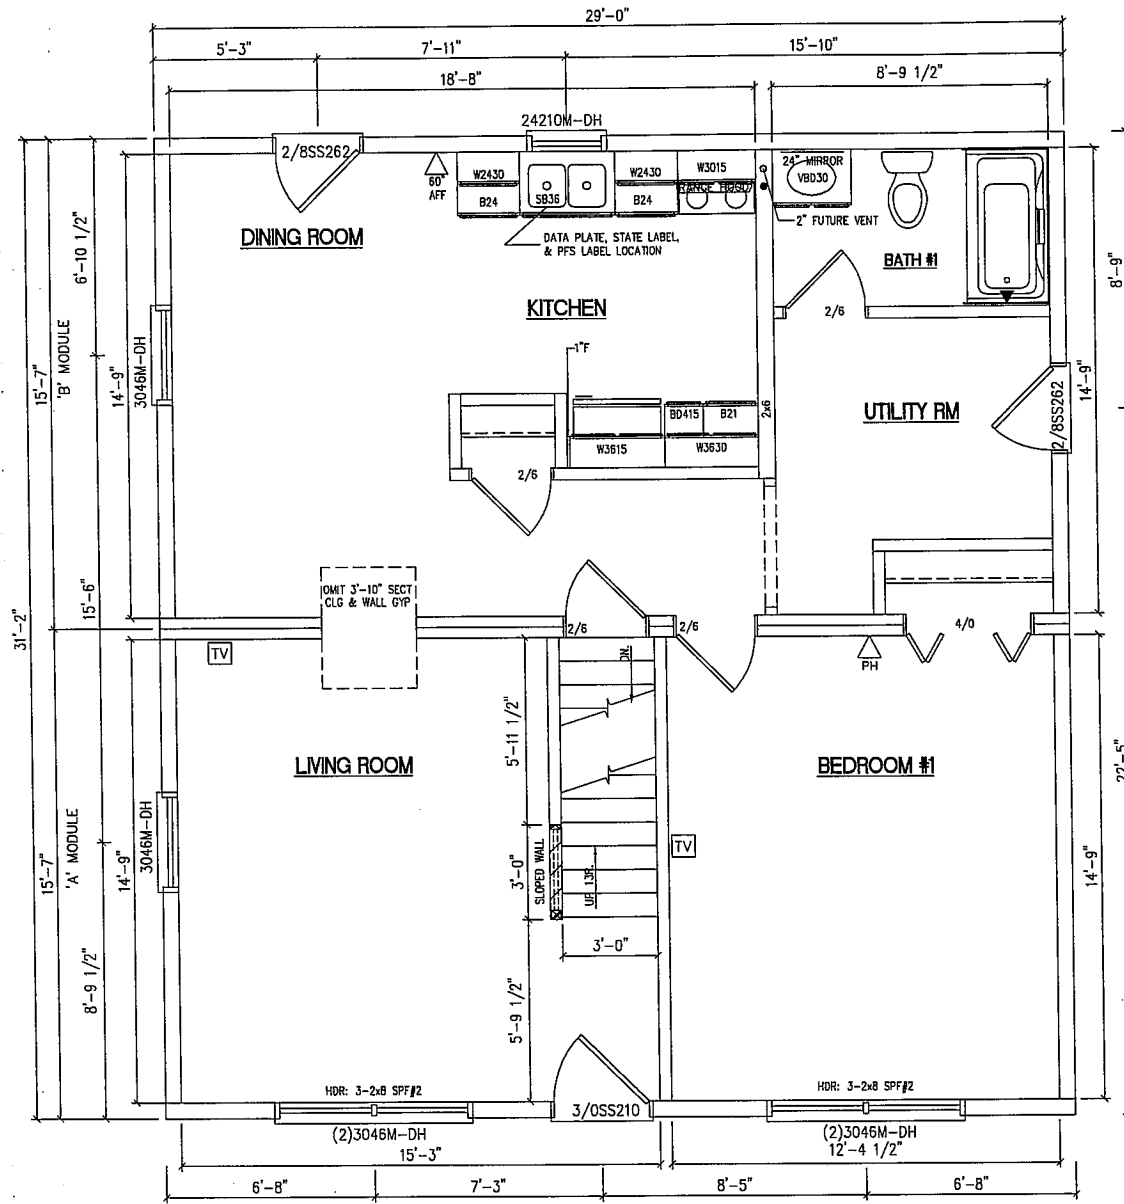 29'-0"
5'-3"
7'-11"
15'-10"
18'-8"
8'-9 1/2"
24210M-DH
2/8SS262
60"
AFF
W2430
B24
SB36
W2430
B24
W3015
RANGE HOOD
24" MIRROR
VBD30
2" FUTURE VENT
DATA PLATE, STATE LABEL,
& PFS LABEL LOCATION
DINING ROOM
BATH #1
KITCHEN
2/6
6'-10 1/2"
8'-9"
'B' MODULE
15'-7"
14'-9"
3046M-DH
1"F
BD415
B21
W3615
W3630
2x6
UTILITY RM
2/8SS262
14'-9"
2/6
31'-2"
15'-6"
OMIT 3'-10" SECT
CLG & WALL GYP
2/6
2/6
4/0
TV
PH
DN.
5'-11 1/2"
LIVING ROOM
BEDROOM #1
22'-5"
'A' MODULE
15'-7"
14'-9"
3046M-DH
8'-9 1/2"
3'-0"
SLOPED WALL
UP 13R.
TV
14'-9"
3'-0"
5'-9 1/2"
HDR: 3-2x8 SPF#2
HDR: 3-2x8 SPF#2
3/0SS210
(2)3046M-DH
(2)3046M-DH
15'-3"
12'-4 1/2"
6'-8"
7'-3"
8'-5"
6'-8"